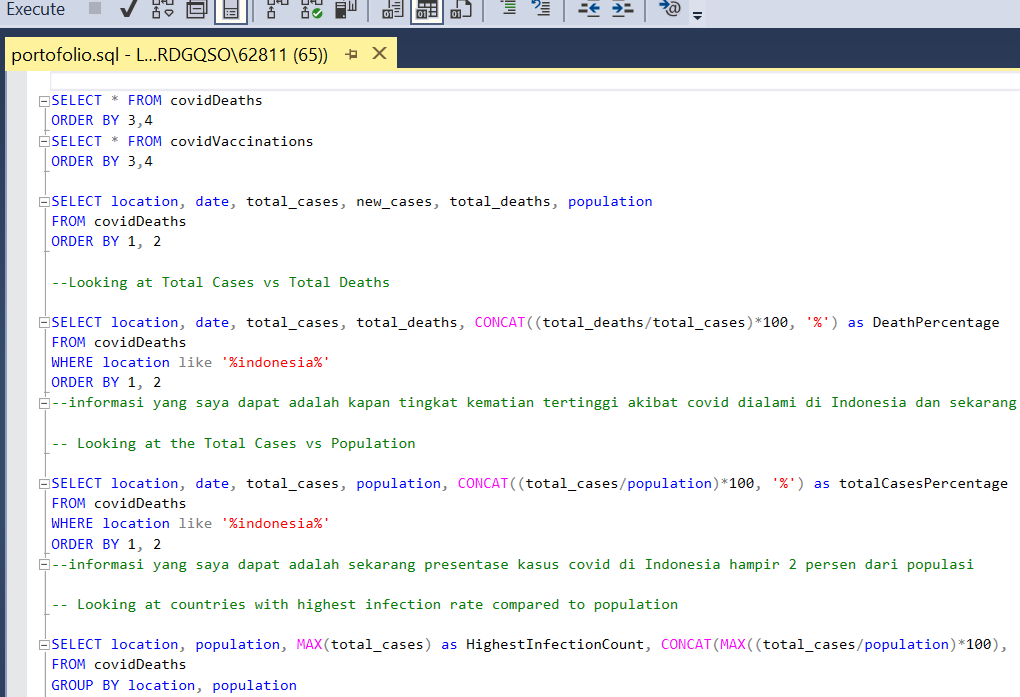 Execute
portofolio.sql - L...RDGQSO\62811 (65))
SELECT * FROM covidDeaths
ORDER BY 3,4
SELECT * FROM covidVaccinations
ORDER BY 3,4
SELECT location, date, total_cases, new_cases, total_deaths, population
FROM covidDeaths
ORDER BY 1, 2
--Looking at Total Cases vs Total Deaths
SELECT location, date, total_cases, total_deaths, CONCAT((total_deaths/total_cases)*100, '%') as DeathPercentage
FROM covidDeaths
WHERE location like '%indonesia%'
ORDER BY 1, 2
--informasi yang saya dapat adalah kapan tingkat kematian tertinggi akibat covid dialami di Indonesia dan sekarang
-- Looking at the Total Cases vs Population
SELECT location, date, total_cases, population, CONCAT((total_cases/population)*100, '%') as totalCasesPercentage
FROM covidDeaths
WHERE location like '%indonesia%'
ORDER BY 1, 2
--informasi yang saya dapat adalah sekarang presentase kasus covid di Indonesia hampir 2 persen dari populasi
-- Looking at countries with highest infection rate compared to population
SELECT location, population, MAX(total_cases) as HighestInfectionCount, CONCAT(MAX((total_cases/population)*100),
FROM covidDeaths
GROUP BY location, population